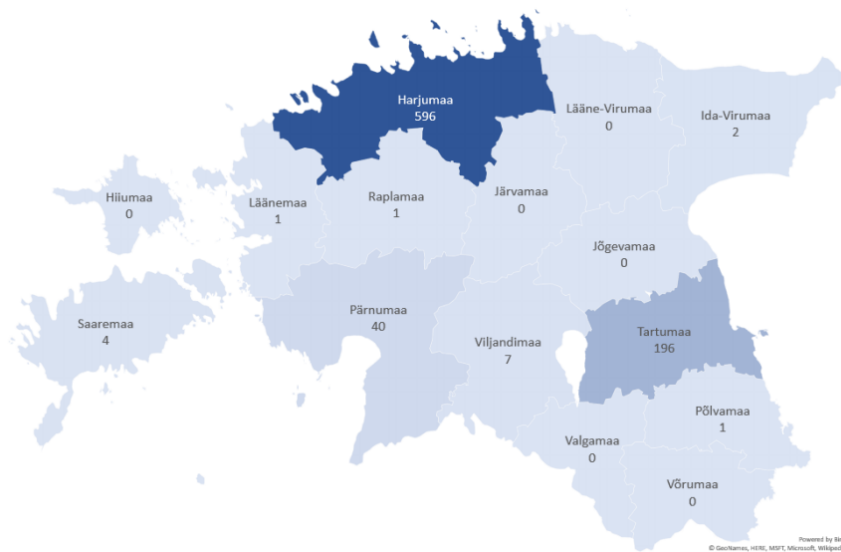 Harjumaa
596
Lääne-Virumaa
0
Ida-Virumaa
2
Hiiumaa
0
Läänemaa
1
Raplamaa
1
Järvamaa
0
Jõgevamaa
0
Saaremaa
4
Pärnumaa
40
Viljandimaa
7
Tartumaa
196
Põlvamaa
1
Valgamaa
0
Võrumaa
0
Powered by Bin
© GeoNames, HERE, MSFT, Microsoft, Wikiped